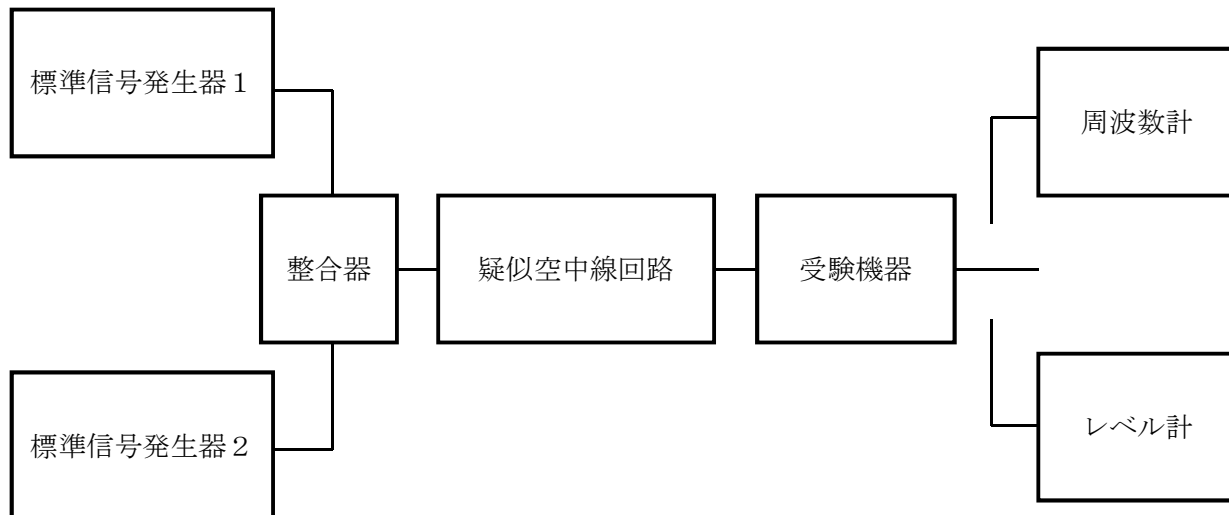 標準信号発生器１
周波数計
整合器
疑似空中線回路
受験機器
標準信号発生器２
レベル計